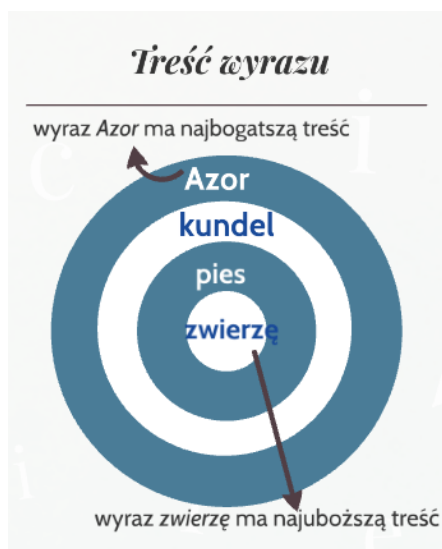 Treść wyrazu
wyraz Azor ma najbogatszą treść
Azor
kundel
pies
zwierzę
wyraz zwierzę ma najuboższą treść